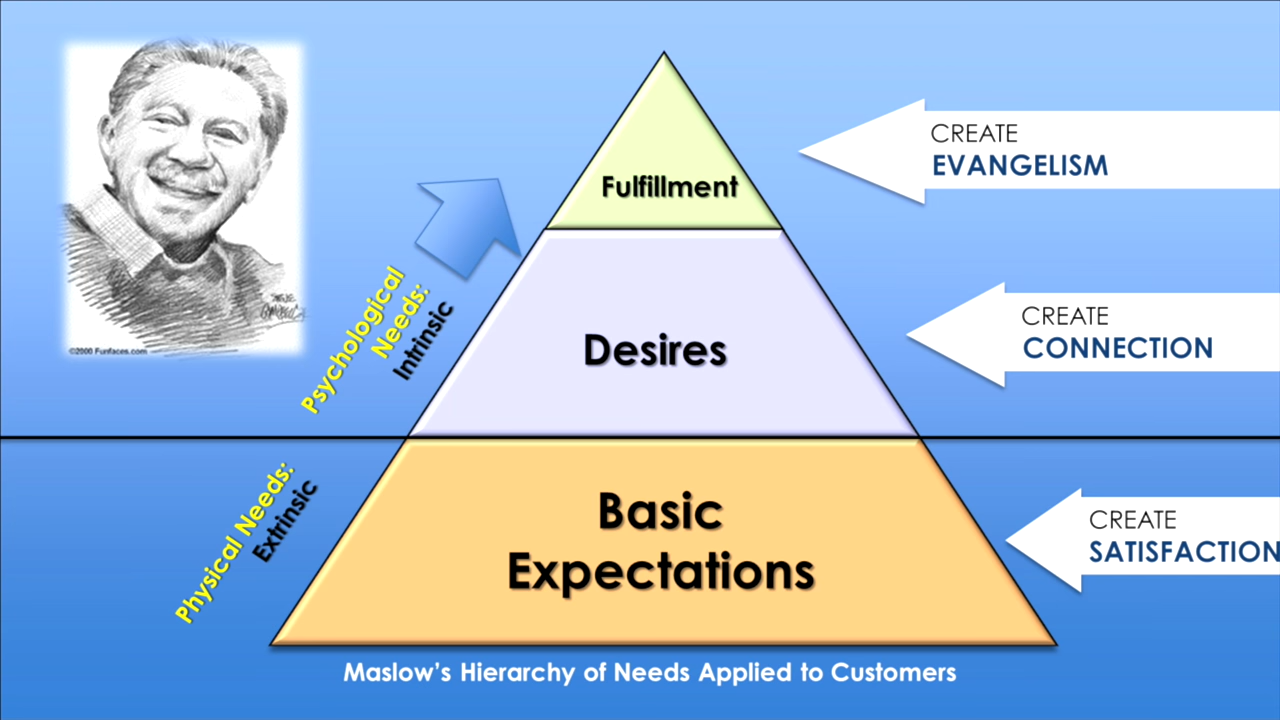 CREATE
EVANGELISM
Fulfillment
Psychological
Needs:
Intrinsic
CREATE
CONNECTION
Desires
©2000 Funfaces.com
Physical Needs:
Extrinsic
Basic
Expectations
CREATE
SATISFACTION
Maslow's Hierarchy of Needs Applied to Customers